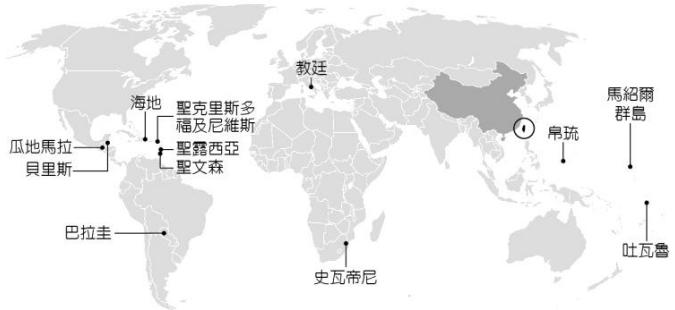 教廷
海地
聖克里斯多
福及尼維斯
瓜地馬拉
貝里斯
聖露西亞
聖文森
馬紹爾
群島
帛琉
巴拉圭
史瓦帝尼
吐瓦魯